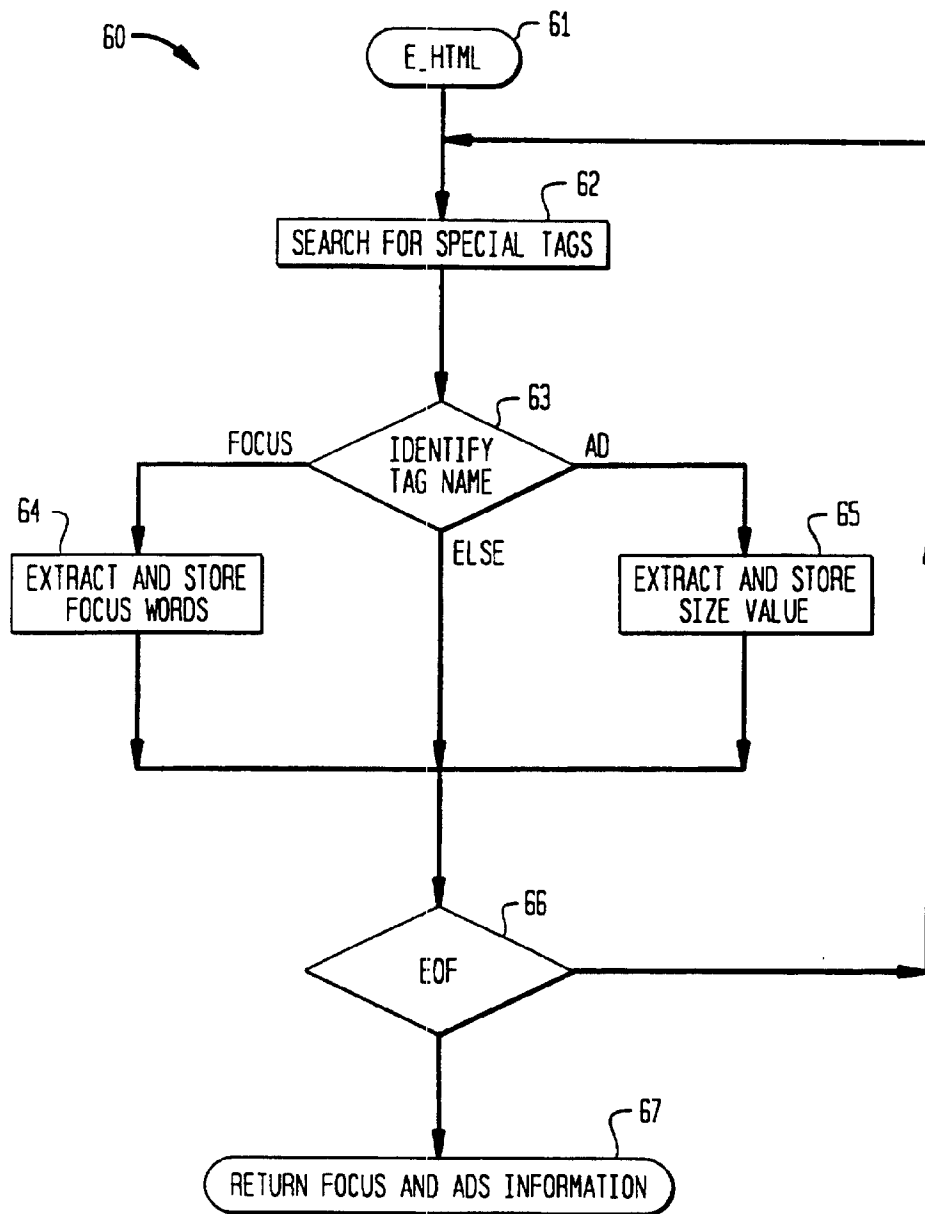 60
61
E_HTML
62
SEARCH FOR SPECIAL TAGS
63
FOCUS
IDENTIFY
TAG NAME
AD
ELSE
64
EXTRACT AND STORE
FOCUS WORDS
65
EXTRACT AND STORE
SIZE VALUE
66
EOF
67
RETURN FOCUS AND ADS INFORMATION